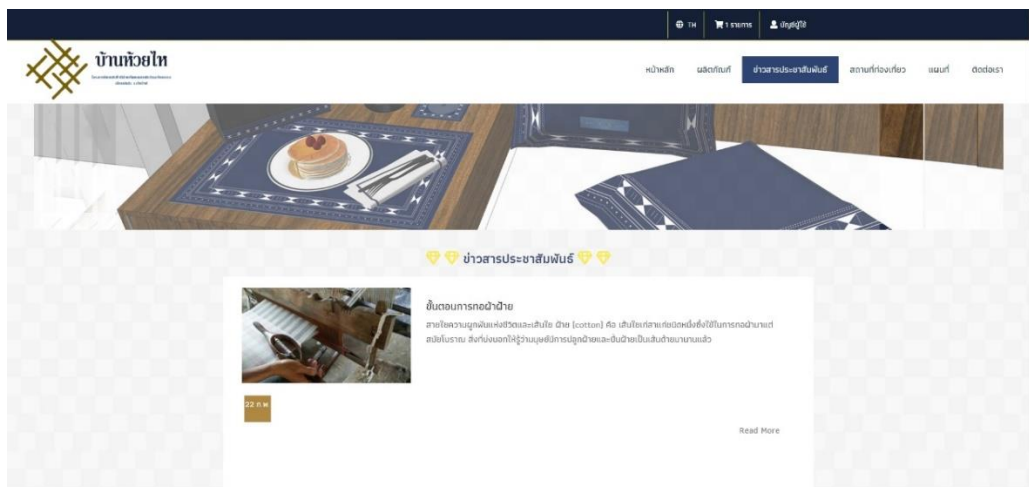 TH
1 รายการ
บัญชีผู้ใช้
บ้านห้วยไท
หน้าหลัก
ผลิตภัณฑ์
ข่าวสารประชาสัมพันธ์
สถานที่ท่องเที่ยว
แผนที่
ติดต่อเรา
ข่าวสารประชาสัมพันธ์
ขั้นตอนการทอผ้าฝ้าย
สายใยความผูกพันแห่งชีวิตและเส้นใย ฝ้าย (cotton) คือ เส้นใยเก่าแก่ชนิดหนึ่งซึ่งใช้ในการทอผ้ามาแต่
สมัยโบราณ สิ่งที่บ่งบอกให้รู้ว่ามนุษย์มีการปลูกฝ้ายและปั่นฝ้ายเป็นเส้นด้ายมานานแล้ว
22 ก.พ
Read More